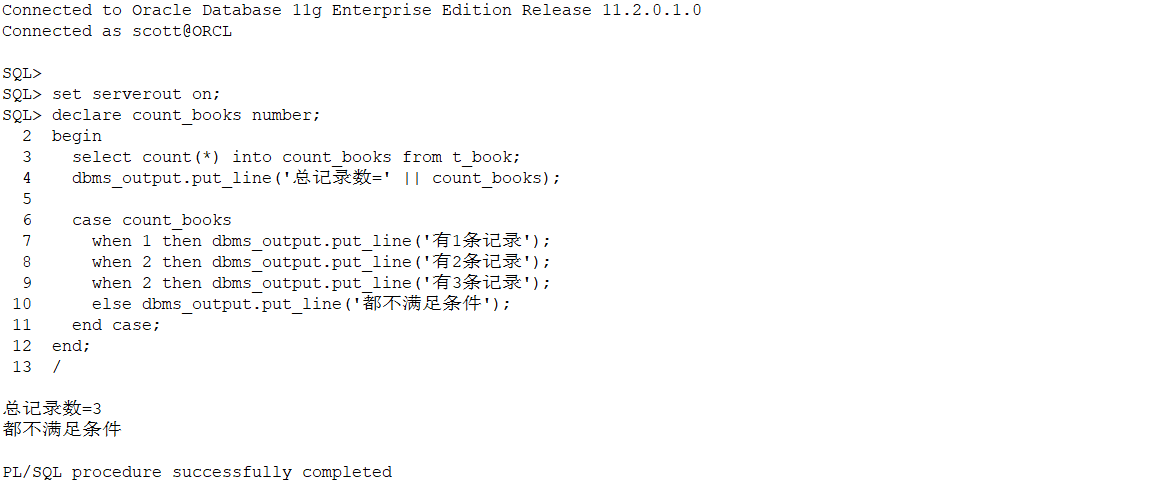 Connected to Oracle Database 11g Enterprise Edition Release 11.2.0.1.0
Connected as scott@ORCL
SQL>
SQL> set serverout on;
SQL> declare count_books number;
2 begin
3 select count(*) into count_books from t_book;
4 dbms_output.put_line('总记录数=' || count_books);
5
6 case count_books
7 when 1 then dbms_output.put_line('有1条记录');
8 when 2 then dbms_output.put_line('有2条记录');
9 when 2 then dbms_output.put_line('有3条记录');
10 else dbms_output.put_line('都不满足条件');
11 end case;
12 end;
13 /
总记录数=3
都不满足条件
PL/SQL procedure successfully completed